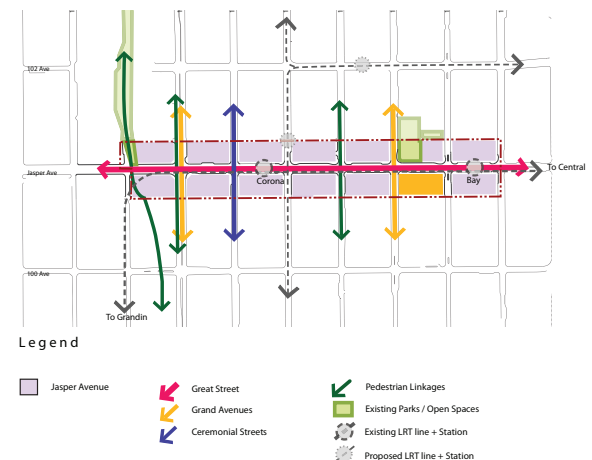 102 Ave
Jasper Ave
To Central
Corona
Bay
100 Ave
To Grandin
Legend
Jasper Avenue
Great Street
Grand Avenues
Ceremonial Streets
Pedestrian Linkages
Existing Parks / Open Spaces
Existing LRT line + Station
Proposed LRT line + Station